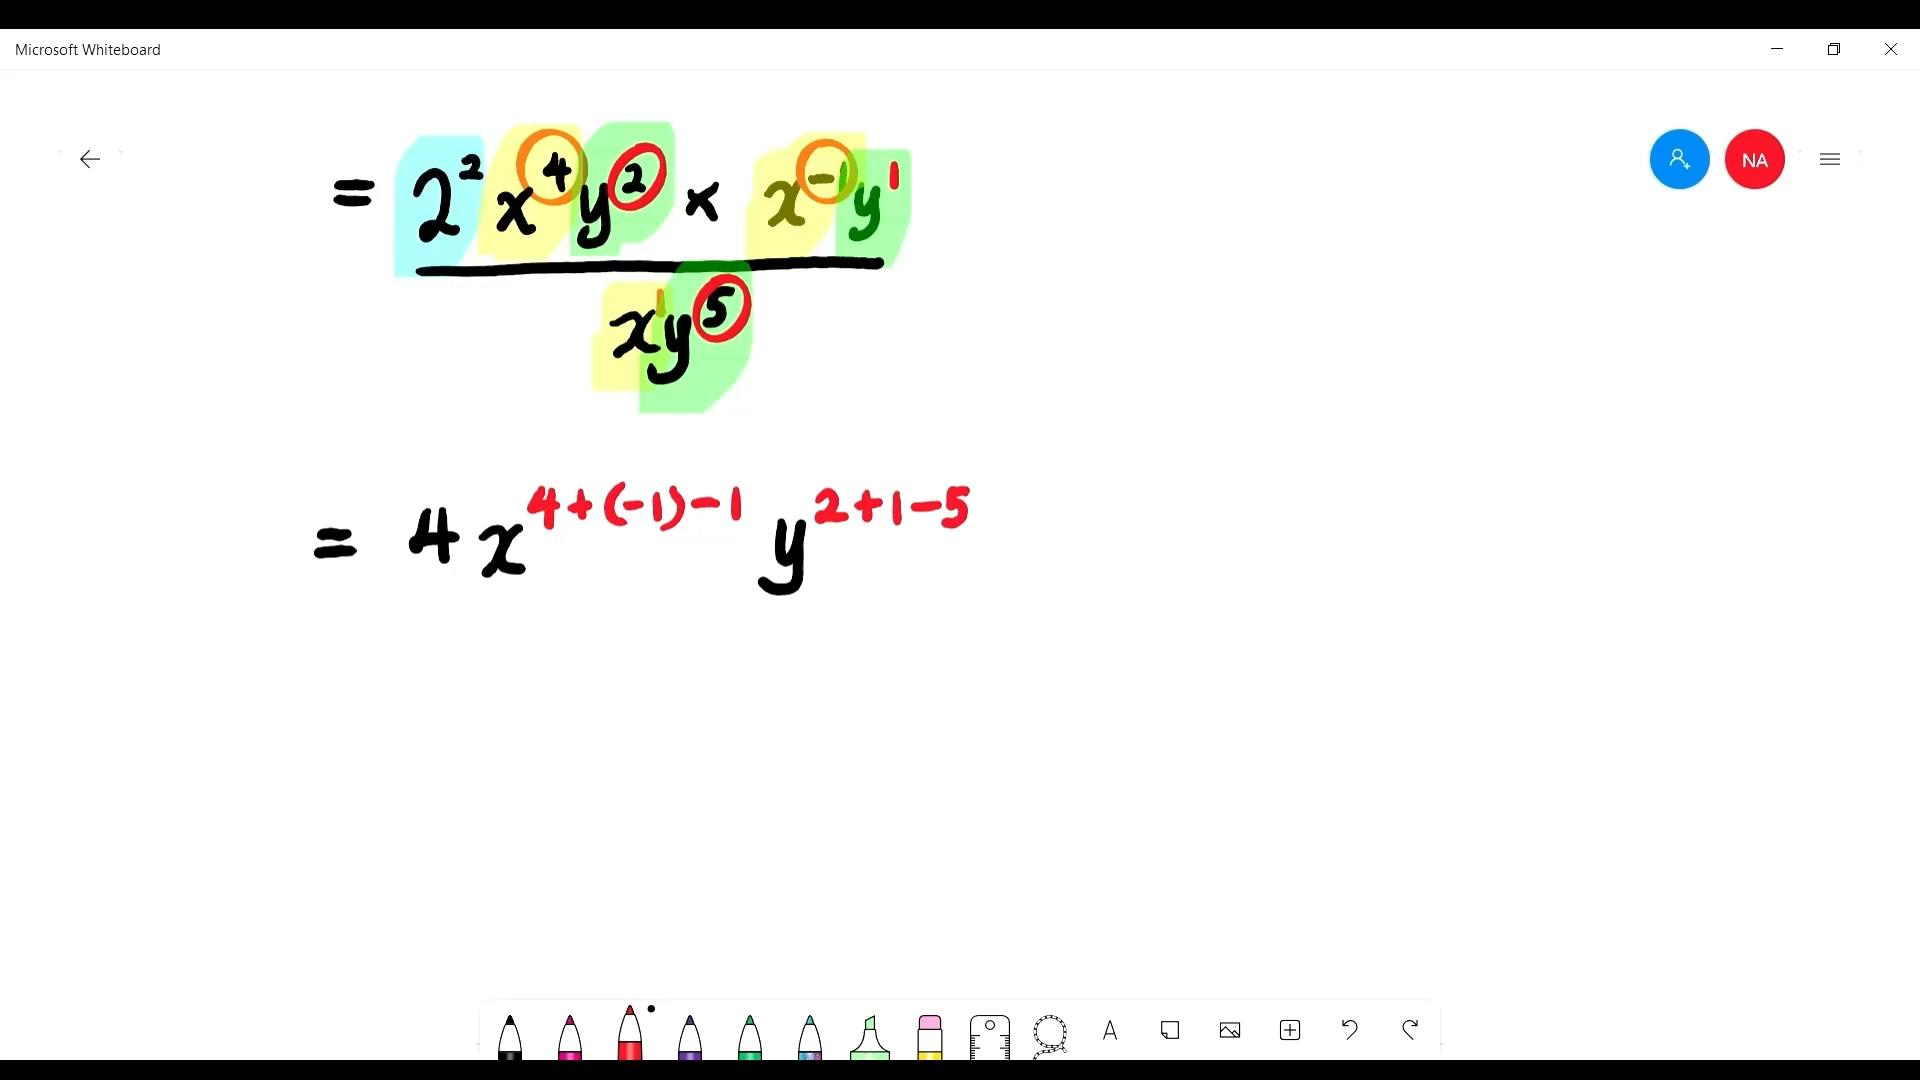 Microsoft Whiteboard
= 2² x⁴ y² × x⁻¹ y¹
x¹ y⁵
NA
= 4 x⁴⁺⁽⁻¹⁾⁻¹ y²⁺¹⁻⁵
A